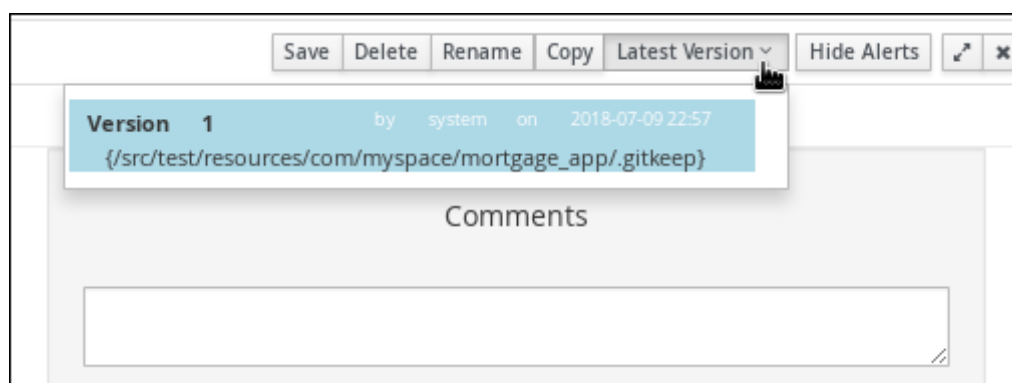 Save Delete Rename Copy Latest Version Hide Alerts
Version 1 by system on 2018-07-09 22:57
{/src/test/resources/com/myspace/mortgage_app/.gitkeep}
Comments